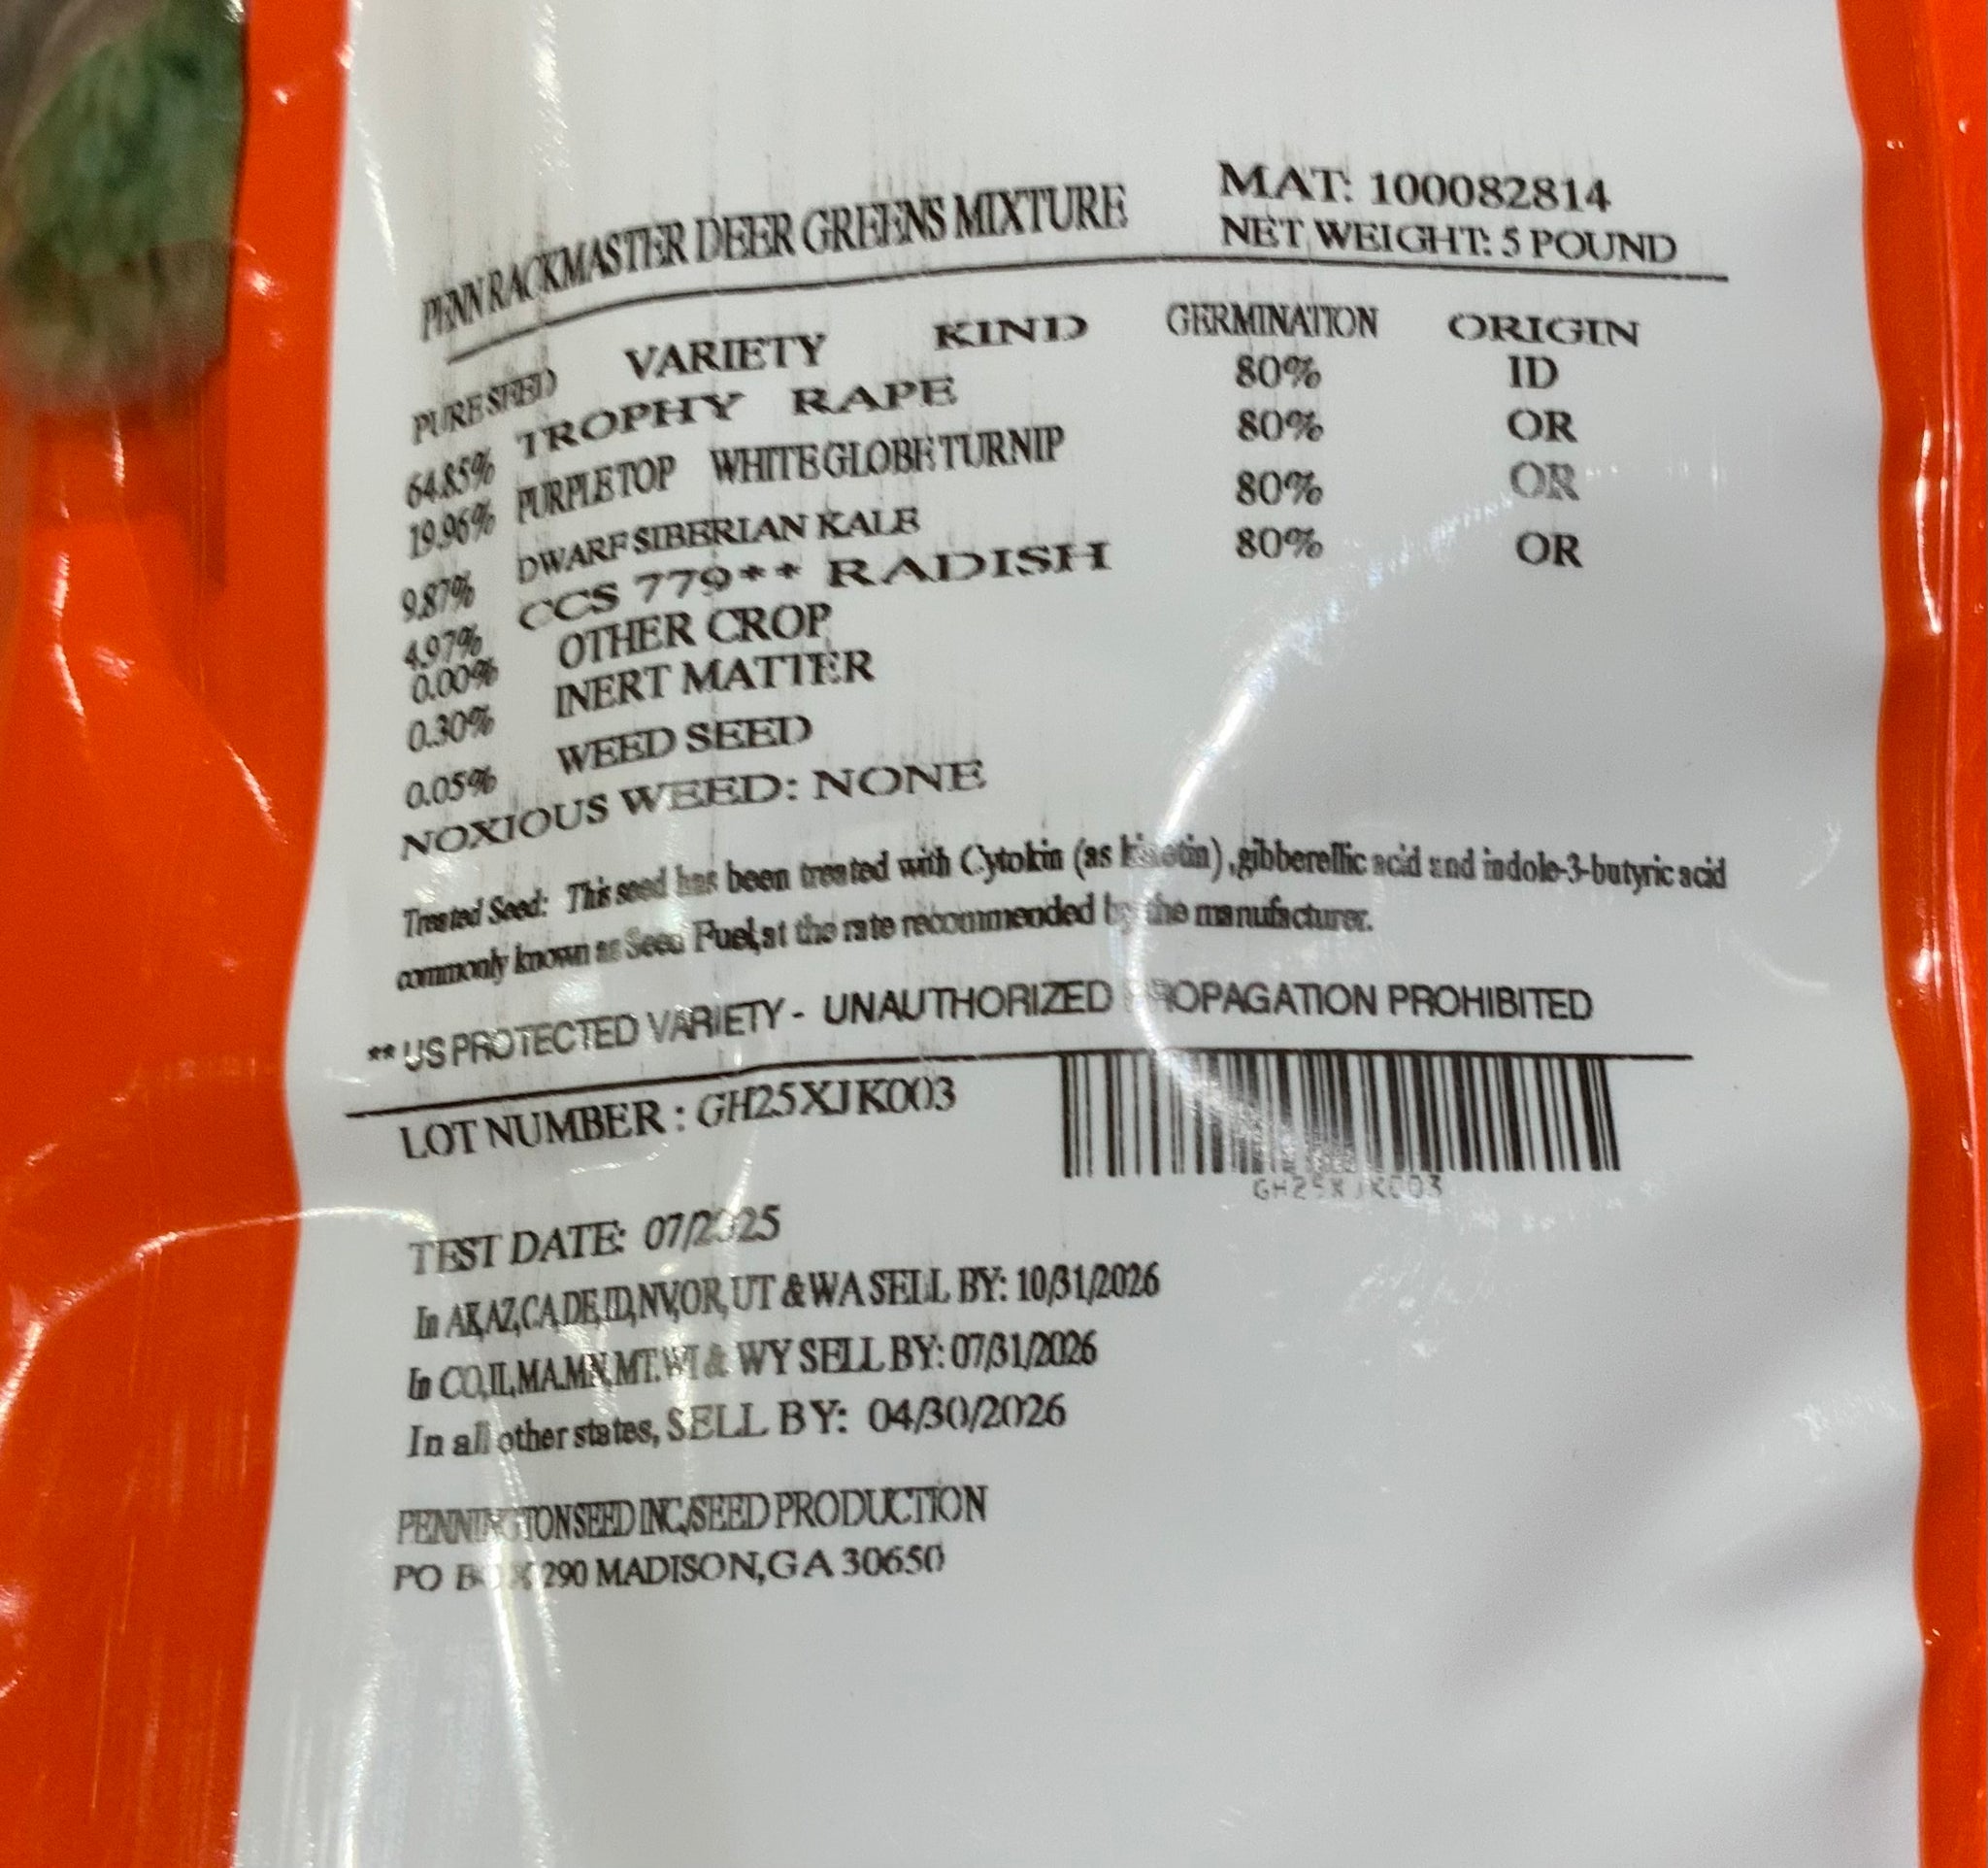 PENN RACKMASTER DEER GREENS MIXTURE MAT: 100082814
NET WEIGHT: 5 POUND
PURE SEED VARIETY KIND GERMINATION ORIGIN
64.85% TROPHY RAPE 80% ID
19.96% PURPLE TOP WHITE GLOBE TURNIP 80% OR
9.87% DWARF SIBERIAN KALE 80% OR
4.97% CCS 779** RADISH 80% OR
0.00% OTHER CROP
0.30% INERT MATTER
0.05% WEED SEED
NOXIOUS WEED: NONE
Treated Seed: This seed has been treated with Cytokin (as kinetin) ,gibberellic acid and indole-3-butyric acid
commonly known as Seed Fuel,at the rate recommended by the manufacturer.
** US PROTECTED VARIETY - UNAUTHORIZED PROPAGATION PROHIBITED
LOT NUMBER : GH25XJK003
GH25XJK003
TEST DATE: 07/2025
In AK,AZ,CA,DE,ID,NV,OR, UT & WA SELL BY: 10/31/2026
In CO,IL,MA,MN,MT,WI & WY SELL BY: 07/31/2026
In all other states, SELL BY: 04/30/2026
PENNINGTON SEED INC/SEED PRODUCTION
PO BOX 290 MADISON,GA 30650